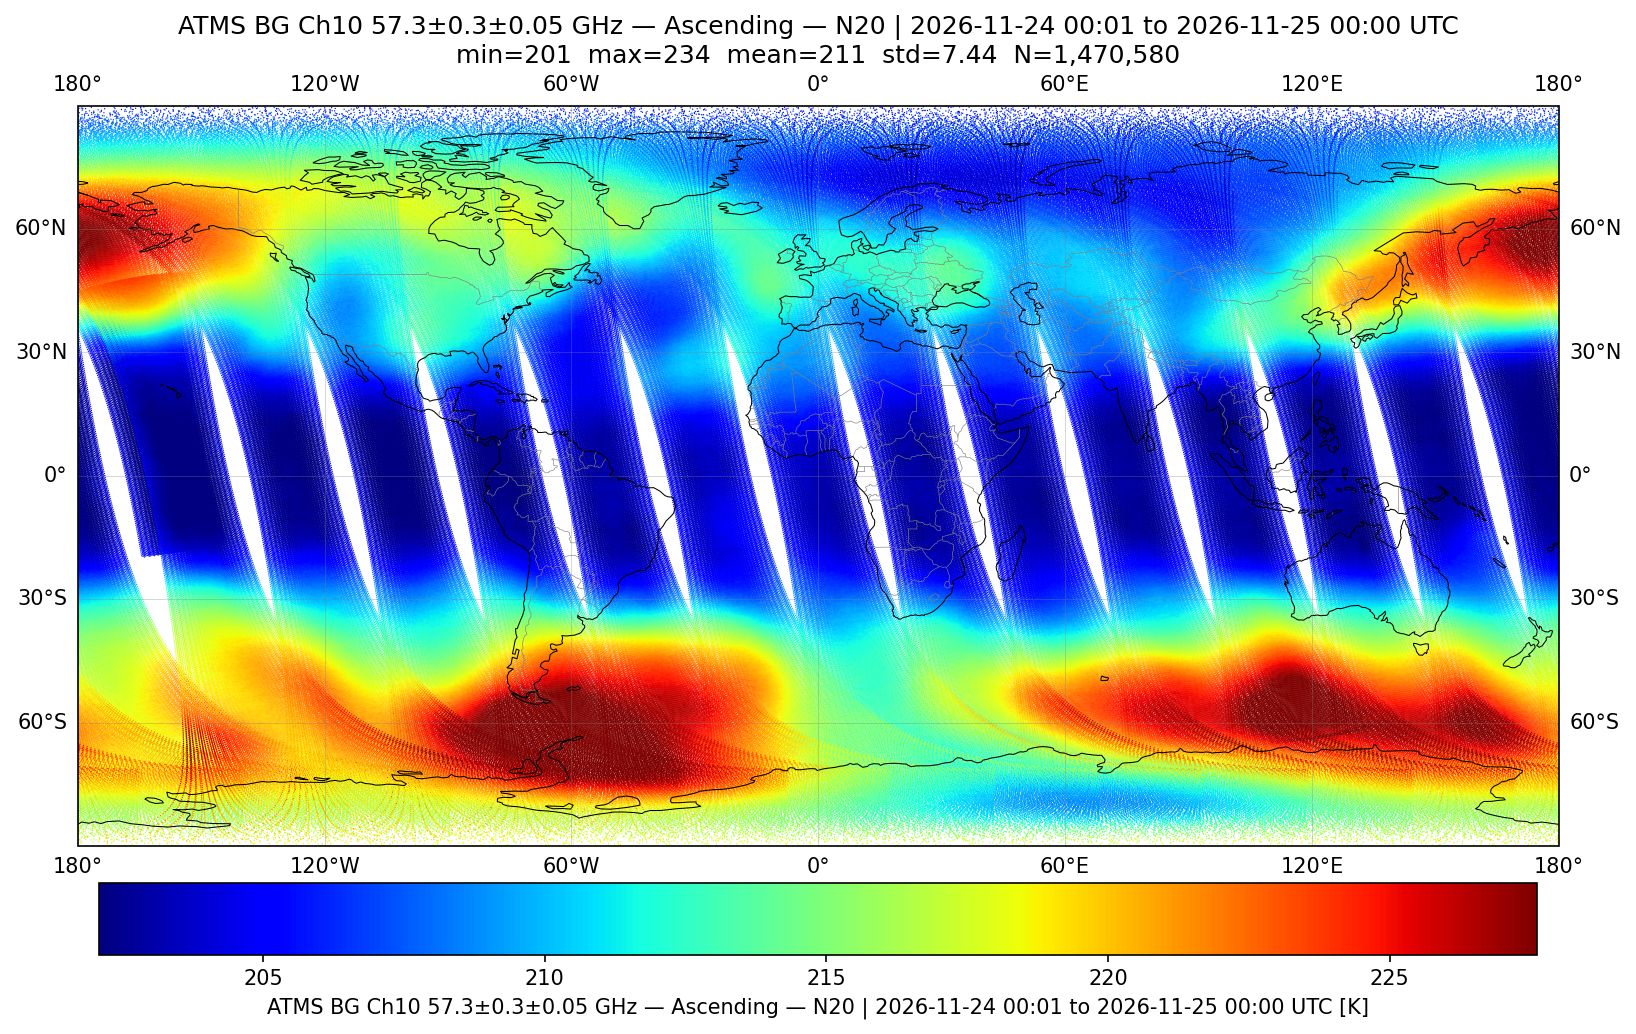 ATMS BG Ch10 57.3±0.3±0.05 GHz — Ascending — N20 | 2026-11-24 00:01 to 2026-11-25 00:00 UTC
min=201 max=234 mean=211 std=7.44 N=1,470,580
180° 120°W 60°W 0° 60°E 120°E 180°
60°N 60°N
30°N 30°N
0° 0°
30°S 30°S
60°S 60°S
180° 120°W 60°W 0° 60°E 120°E 180°
205 210 215 220 225
ATMS BG Ch10 57.3±0.3±0.05 GHz — Ascending — N20 | 2026-11-24 00:01 to 2026-11-25 00:00 UTC [K]